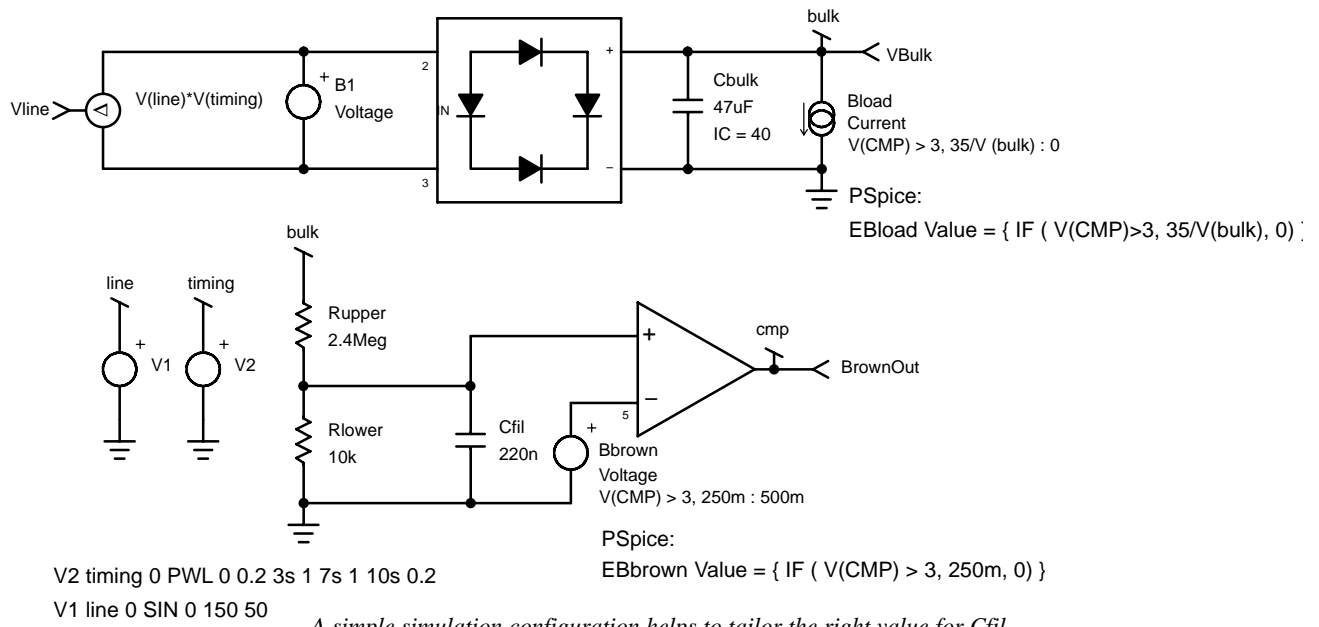 bulk
VBulk
2
+
+
B1
Voltage
V(line)*V(timing)
Vline
IN
Cbulk
47uF
IC = 40
Bload
Current
V(CMP) > 3, 35/V (bulk) : 0
3
−
PSpice:
EBload Value = { IF ( V(CMP)>3, 35/V(bulk), 0) }
bulk
line
timing
Rupper
2.4Meg
+
cmp
+
V1
+
V2
BrownOut
−
5
Rlower
10k
Cfil
220n
+
Bbrown
Voltage
V(CMP) > 3, 250m : 500m
PSpice:
EBbrown Value = { IF ( V(CMP) > 3, 250m, 0) }
V2 timing 0 PWL 0 0.2 3s 1 7s 1 10s 0.2
V1 line 0 SIN 0 150 50
A simple simulation configuration helps to tailor the right value for Cfil